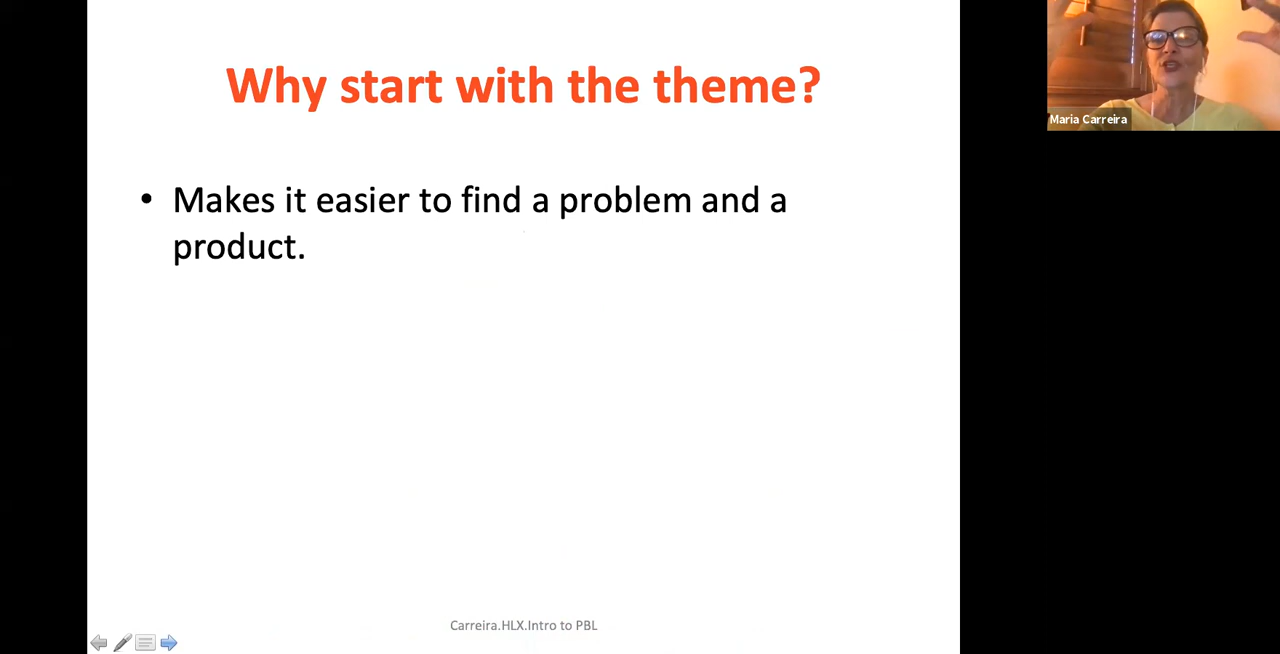 Why start with the theme?
• Makes it easier to find a problem and a
product.
Carreira.HLX.Intro to PBL
Maria Carreira